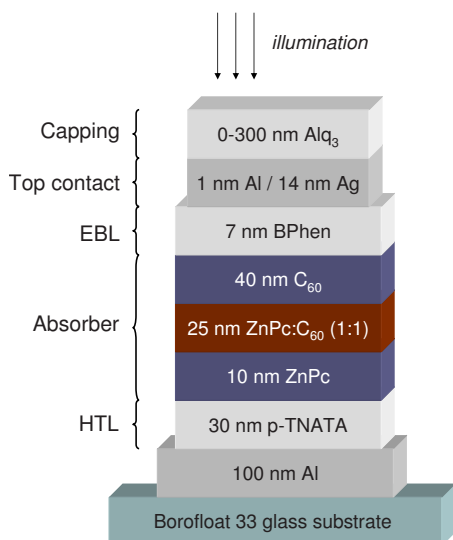 illumination
Capping
0-300 nm Alq₃
Top contact
1 nm Al / 14 nm Ag
EBL
7 nm BPhen
40 nm C₆₀
Absorber
25 nm ZnPc:C₆₀ (1:1)
10 nm ZnPc
HTL
30 nm p-TNATA
100 nm Al
Borofloat 33 glass substrate